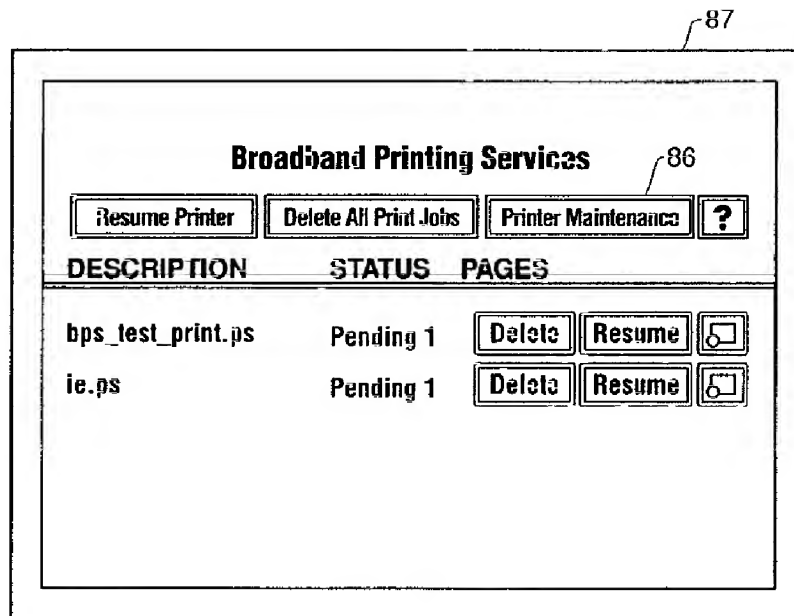 87
Broadband Printing Services
86
Resume Printer Delete All Print Jobs Printer Maintenance ?
DESCRIPTION STATUS PAGES
bps_test_print.ps Pending 1 Delete Resume
ie.ps Pending 1 Delete Resume